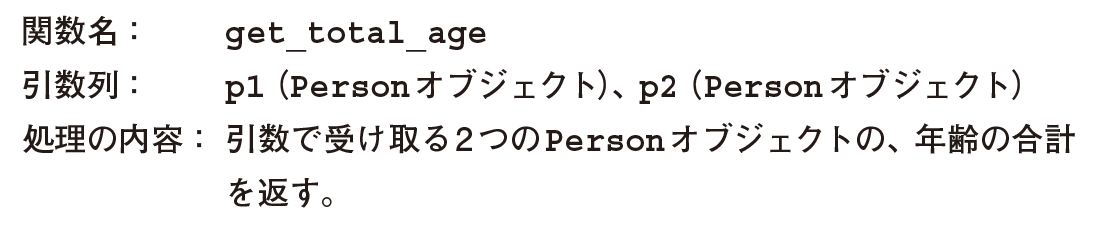 関数名： get_total_age
引数列： p1（Personオブジェクト）、p2（Personオブジェクト）
処理の内容： 引数で受け取る2つのPersonオブジェクトの、年齢の合計
を返す。